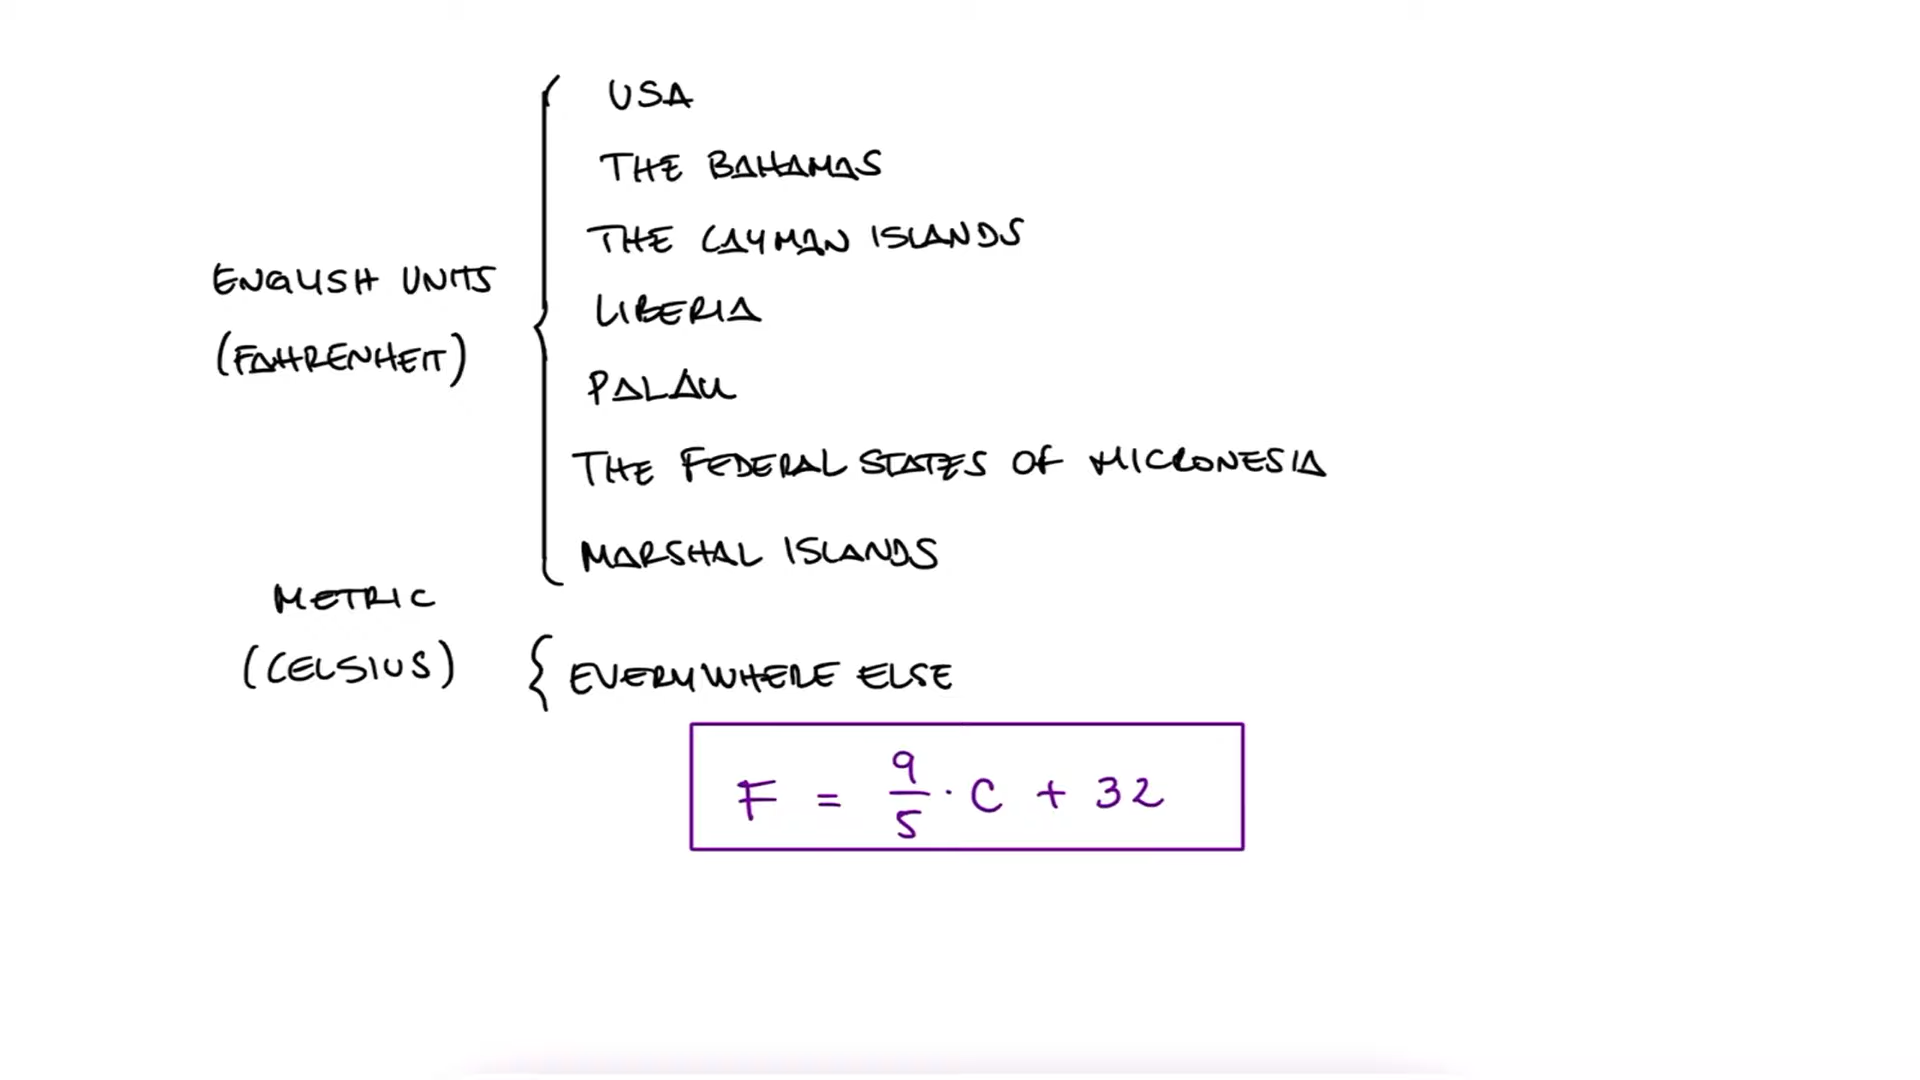 USA
THE BAHAMAS
THE CAYMAN ISLANDS
ENGLISH UNITS
LIBERIA
(FAHRENHEIT)
PALAU
THE FEDERAL STATES OF MICRONESIA
MARSHAL ISLANDS
METRIC
(CELSIUS)
EVERYWHERE ELSE
F = 9/5 · C + 32